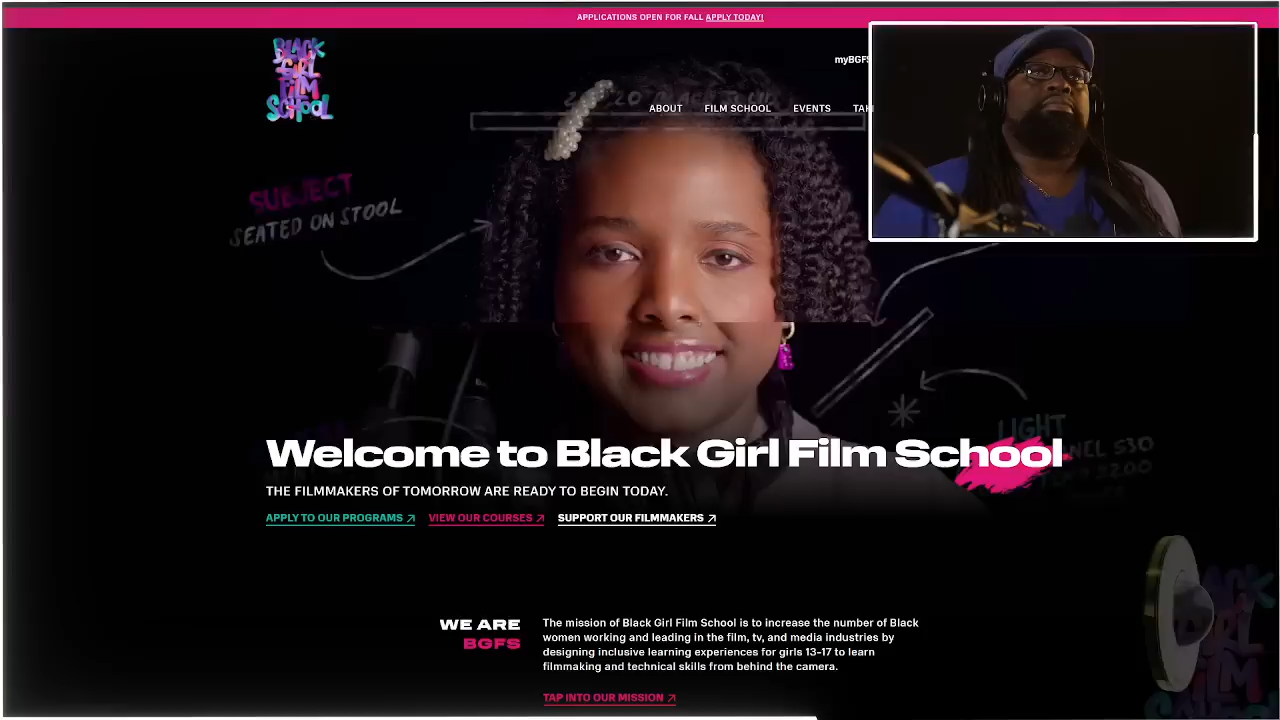 APPLICATIONS OPEN FOR FALL APPLY TODAY!
BLACK
GIRL
FILM
SCHOOL
myBGFS
ABOUT FILM SCHOOL EVENTS
SUBJECT
SEATED ON STOOL
LIGHT
Welcome to Black Girl Film School
THE FILMMAKERS OF TOMORROW ARE READY TO BEGIN TODAY.
APPLY TO OUR PROGRAMS VIEW OUR COURSES SUPPORT OUR FILMMAKERS
WE ARE
BGFS
The mission of Black Girl Film School is to increase the number of Black
women working and leading in the film, tv, and media industries by
designing inclusive learning experiences for girls 13-17 to learn
filmmaking and technical skills from behind the camera.
TAP INTO OUR MISSION